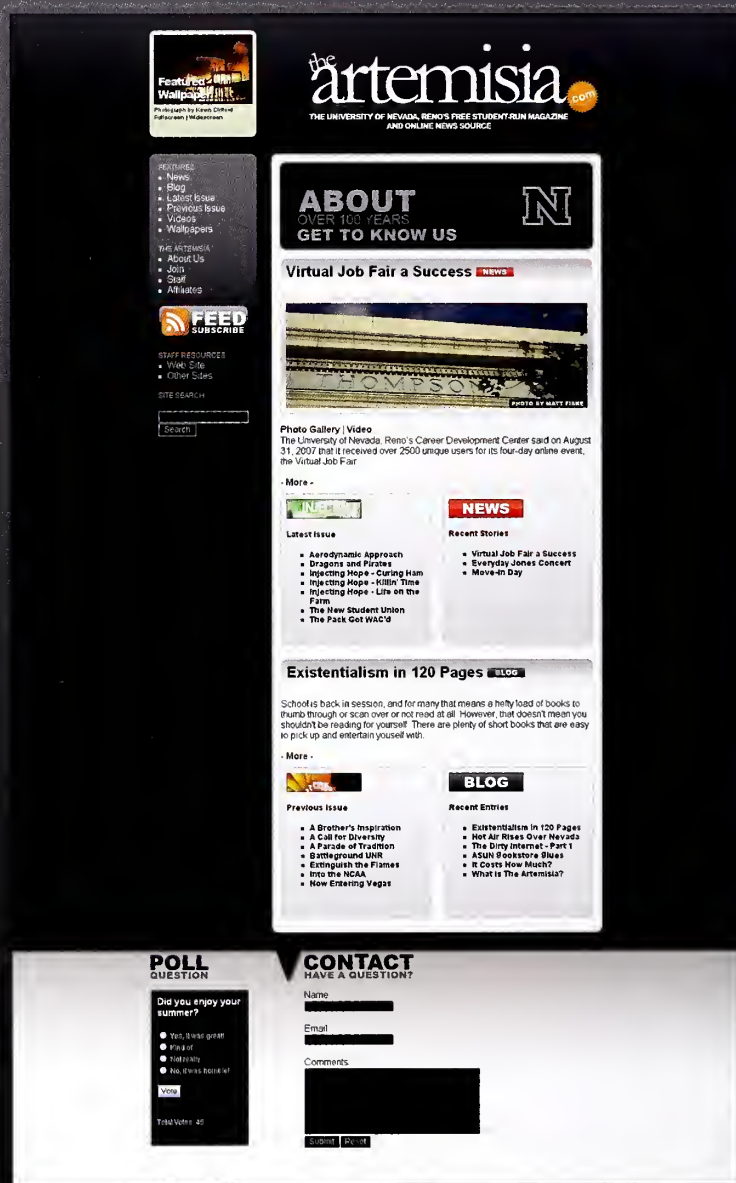 Featured
Wallpaper
Photograph by Kevin Clifford
Fullscreen | Widescreen
the
artemisia
.com
THE UNIVERSITY OF NEVADA, RENO'S FREE STUDENT-RUN MAGAZINE
AND ONLINE NEWS SOURCE
FEATURES
News
Blog
Latest Issue
Previous Issue
Videos
Wallpapers
THE ARTEMISIA
About Us
Join
Staff
Affiliates
FEED
SUBSCRIBE
STAFF RESOURCES
Web Site
Other Sites
SITE SEARCH
Search
ABOUT
OVER 100 YEARS
GET TO KNOW US
N
Virtual Job Fair a Success NEWS
THOMPSON
PHOTO BY MATT FISKE
Photo Gallery | Video
The University of Nevada, Reno's Career Development Center said on August
31, 2007 that it received over 2500 unique users for its four-day online event,
the Virtual Job Fair
- More -
INJECT
Latest Issue
Aerodynamic Approach
Dragons and Pirates
Injecting Hope - Curing Ham
Injecting Hope - Killin' Time
Injecting Hope - Life on the
Farm
The New Student Union
The Pack Got WAC'd
NEWS
Recent Stories
Virtual Job Fair a Success
Everyday Jones Concert
Move-In Day
Existentialism in 120 Pages BLOG
School is back in session, and for many that means a hefty load of books to
thumb through or scan over or not read at all. However, that doesn't mean you
shouldn't be reading for yourself. There are plenty of short books that are easy
to pick up and entertain youself with.
- More -
Previous Issue
A Brother's Inspiration
A Call for Diversity
A Parade of Tradition
Battleground UNR
Extinguish the Flames
Into the NCAA
Now Entering Vegas
BLOG
Recent Entries
Existentialism in 120 Pages
Hot Air Rises Over Nevada
The Dirty Internet - Part 1
ASUN Bookstore Blues
It Costs How Much?
What is The Artemisia?
POLL
QUESTION
Did you enjoy your
summer?
Yes, it was great!
Kind of
Not really
No, it was horrible!
Vote
Total Votes: 45
CONTACT
HAVE A QUESTION?
Name
Email
Comments
Submit Reset